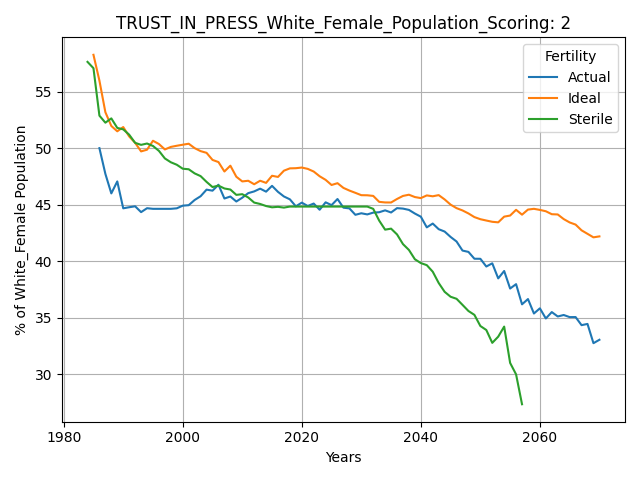 TRUST_IN_PRESS_White_Female_Population_Scoring: 2
Fertility
Actual
Ideal
Sterile
% of White_Female Population
55
50
45
40
35
30
1980
2000
2020
2040
2060
Years